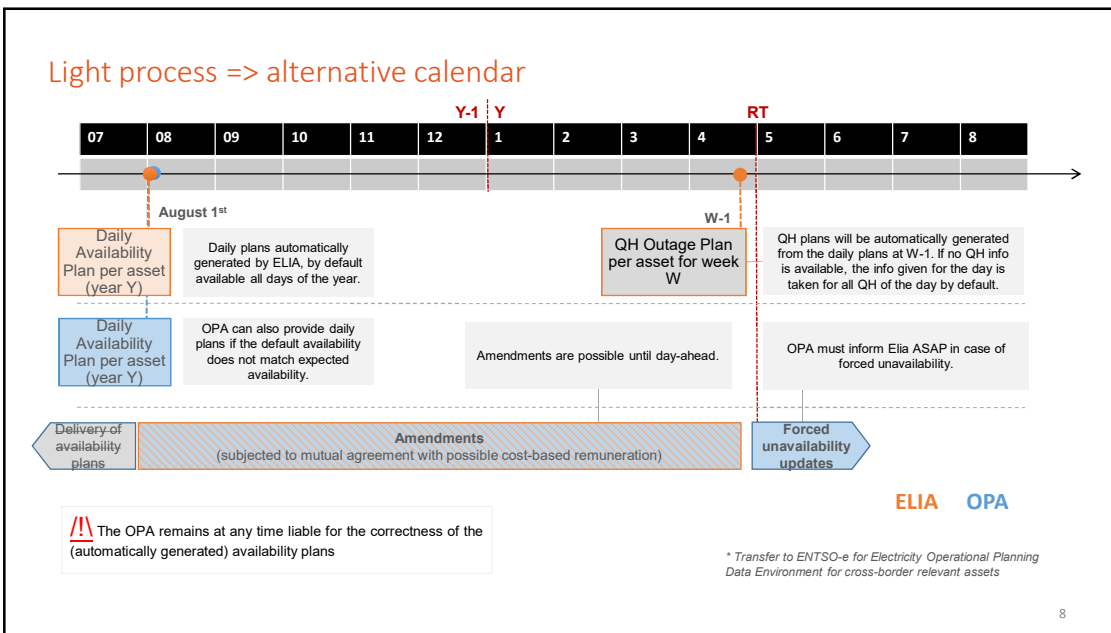 Light process => alternative calendar
Y-1 Y RT
07 08 09 10 11 12 1 2 3 4 5 6 7 8
August 1st
W-1
Daily
Availability
Plan per asset
(year Y)
Daily plans automatically
generated by ELIA, by default
available all days of the year.
QH Outage Plan
per asset for week
W
QH plans will be automatically generated
from the daily plans at W-1. If no QH info
is available, the info given for the day is
taken for all QH of the day by default.
Daily
Availability
Plan per asset
(year Y)
OPA can also provide daily
plans if the default availability
does not match expected
availability.
Amendments are possible until day-ahead.
OPA must inform Elia ASAP in case of
forced unavailability.
Delivery of
availability
plans
Amendments
(subjected to mutual agreement with possible cost-based remuneration)
Forced
unavailability
updates
ELIA OPA
/!\ The OPA remains at any time liable for the correctness of the
(automatically generated) availability plans
* Transfer to ENTSO-e for Electricity Operational Planning
Data Environment for cross-border relevant assets
8